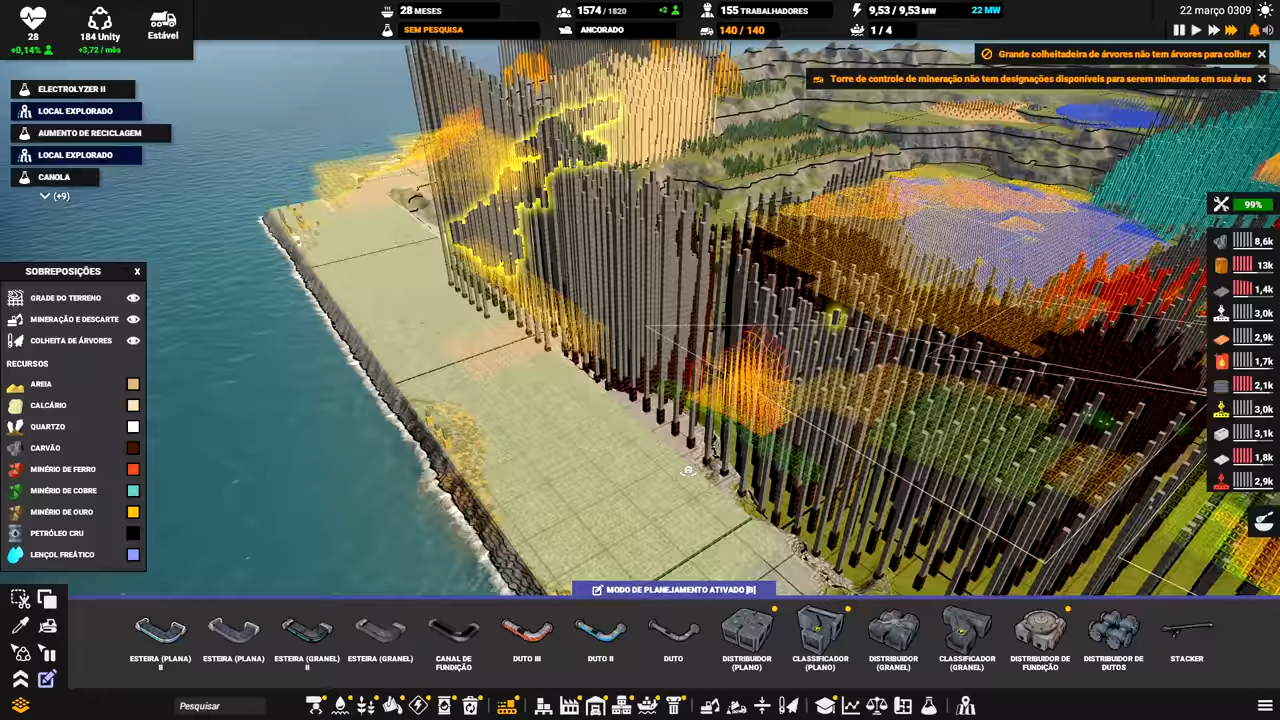 28
+0,14%
184 Unity
+3,72 / mês
Estável
28 MESES
SEM PESQUISA
1574 / 1820
+2
ANCORADO
155 TRABALHADORES
140 / 140
9,53 / 9,53 MW
22 MW
1 / 4
22 março 0309
Grande colheitadeira de árvores não tem árvores para colher
Torre de controle de mineração não tem designações disponíveis para serem mineradas em sua área
ELECTROLYZER II
LOCAL EXPLORADO
AUMENTO DE RECICLAGEM
LOCAL EXPLORADO
CANOLA
(+9)
SOBREPOSIÇÕES
X
GRADE DO TERRENO
MINERAÇÃO E DESCARTE
COLHEITA DE ÁRVORES
RECURSOS
AREIA
CALCÁRIO
QUARTZO
CARVÃO
MINÉRIO DE FERRO
MINÉRIO DE COBRE
MINÉRIO DE OURO
PETRÓLEO CRU
LENÇOL FREÁTICO
99%
8,6k
13k
1,4k
3,0k
2,9k
1,7k
2,1k
3,0k
3,1k
1,8k
2,9k
MODO DE PLANEJAMENTO ATIVADO [B]
ESTEIRA (PLANA) II
ESTEIRA (PLANA)
ESTEIRA (GRANEL) II
ESTEIRA (GRANEL)
CANAL DE FUNDIÇÃO
DUTO III
DUTO II
DUTO
DISTRIBUIDOR (PLANO)
CLASSIFICADOR (PLANO)
DISTRIBUIDOR (GRANEL)
CLASSIFICADOR (GRANEL)
DISTRIBUIDOR DE FUNDIÇÃO
DISTRIBUIDOR DE DUTOS
STACKER
Pesquisar